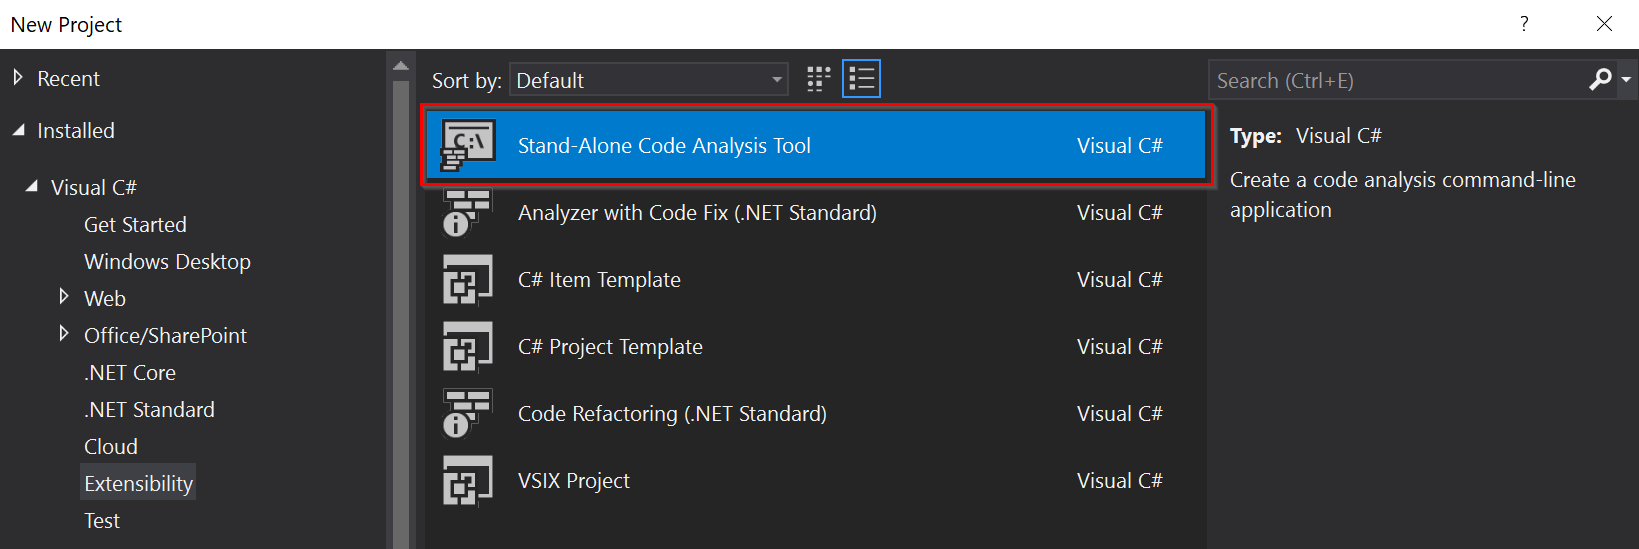 New Project
?
Recent
Installed
Visual C#
Get Started
Windows Desktop
Web
Office/SharePoint
.NET Core
.NET Standard
Cloud
Extensibility
Test
Sort by: Default
C:\
Stand-Alone Code Analysis Tool Visual C#
Analyzer with Code Fix (.NET Standard) Visual C#
C# Item Template Visual C#
C# Project Template Visual C#
Code Refactoring (.NET Standard) Visual C#
VSIX Project Visual C#
Search (Ctrl+E)
Type: Visual C#
Create a code analysis command-line
application